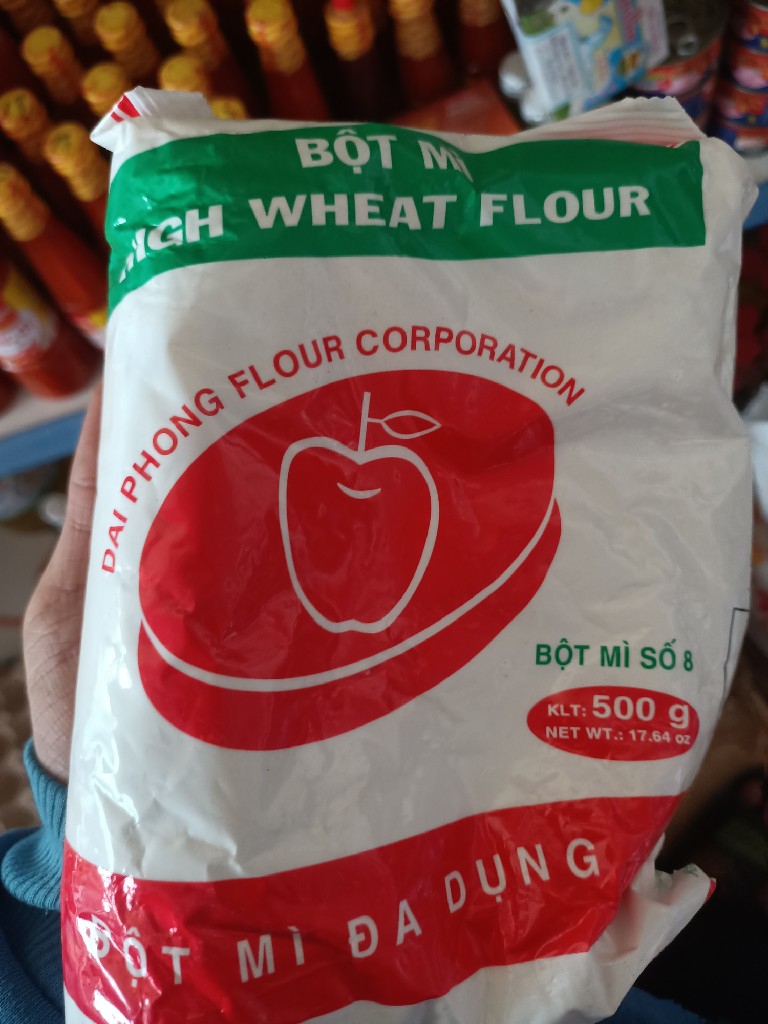 BỘT MÌ
HIGH WHEAT FLOUR
DAI PHONG FLOUR CORPORATION
BỘT MÌ SỐ 8
KLT: 500 g
NET WT.: 17.64 oz
BỘT MÌ ĐA DỤNG